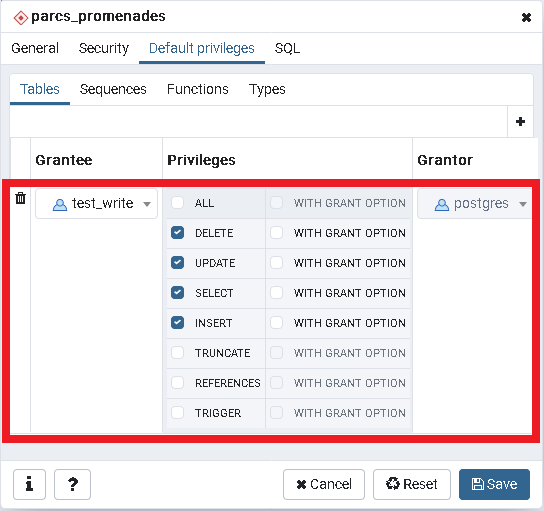 parcs_promenades
General Security Default privileges SQL
Tables Sequences Functions Types
Grantee Privileges Grantor
test_write ALL WITH GRANT OPTION postgres
DELETE WITH GRANT OPTION
UPDATE WITH GRANT OPTION
SELECT WITH GRANT OPTION
INSERT WITH GRANT OPTION
TRUNCATE WITH GRANT OPTION
REFERENCES WITH GRANT OPTION
TRIGGER WITH GRANT OPTION
i ? Cancel Reset Save